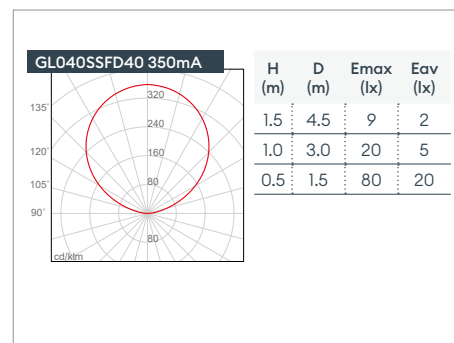 GL040SSFD40 350mA
320
135°
240
120°
160
105°
80
90°
80
cd/klm
H D Emax Eav
(m) (m) (lx) (lx)
1.5 4.5 9 2
1.0 3.0 20 5
0.5 1.5 80 20